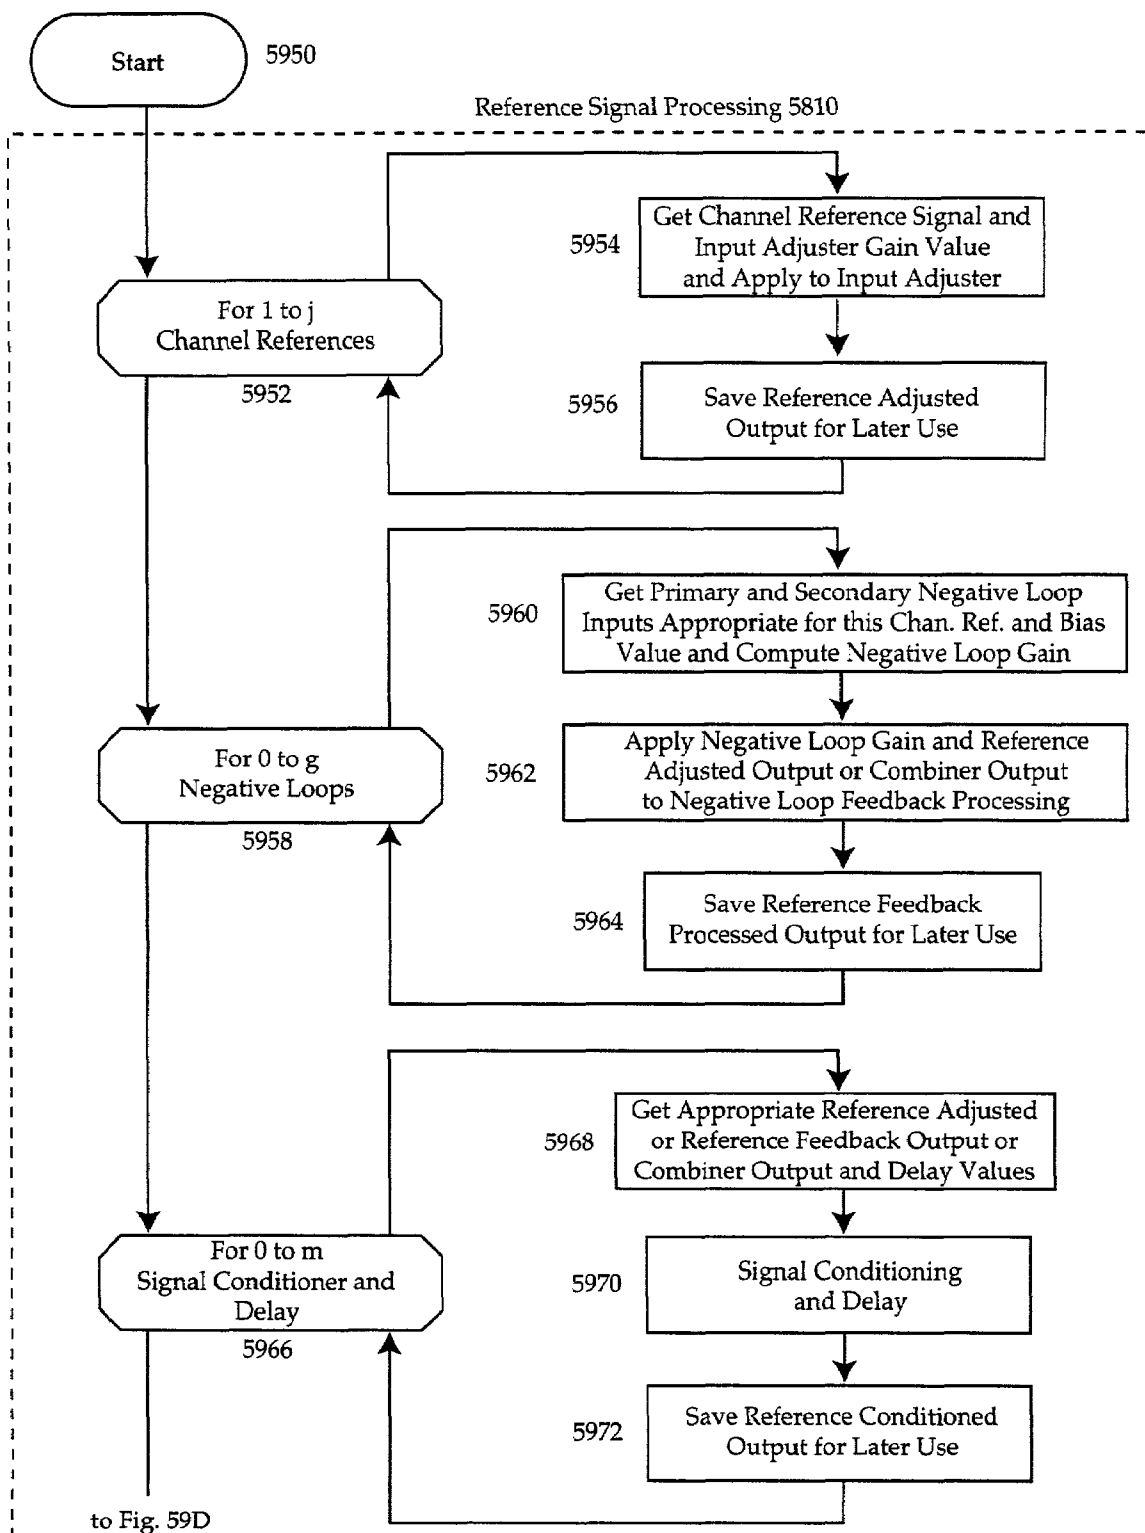 Start
5950
Reference Signal Processing 5810
Get Channel Reference Signal and
Input Adjuster Gain Value
and Apply to Input Adjuster
5954
For 1 to j
Channel References
5952
5956
Save Reference Adjusted
Output for Later Use
5960
Get Primary and Secondary Negative Loop
Inputs Appropriate for this Chan. Ref. and Bias
Value and Compute Negative Loop Gain
For 0 to g
Negative Loops
5958
5962
Apply Negative Loop Gain and Reference
Adjusted Output or Combiner Output
to Negative Loop Feedback Processing
5964
Save Reference Feedback
Processed Output for Later Use
5968
Get Appropriate Reference Adjusted
or Reference Feedback Output or
Combiner Output and Delay Values
For 0 to m
Signal Conditioner and
Delay
5966
5970
Signal Conditioning
and Delay
5972
Save Reference Conditioned
Output for Later Use
to Fig. 59D